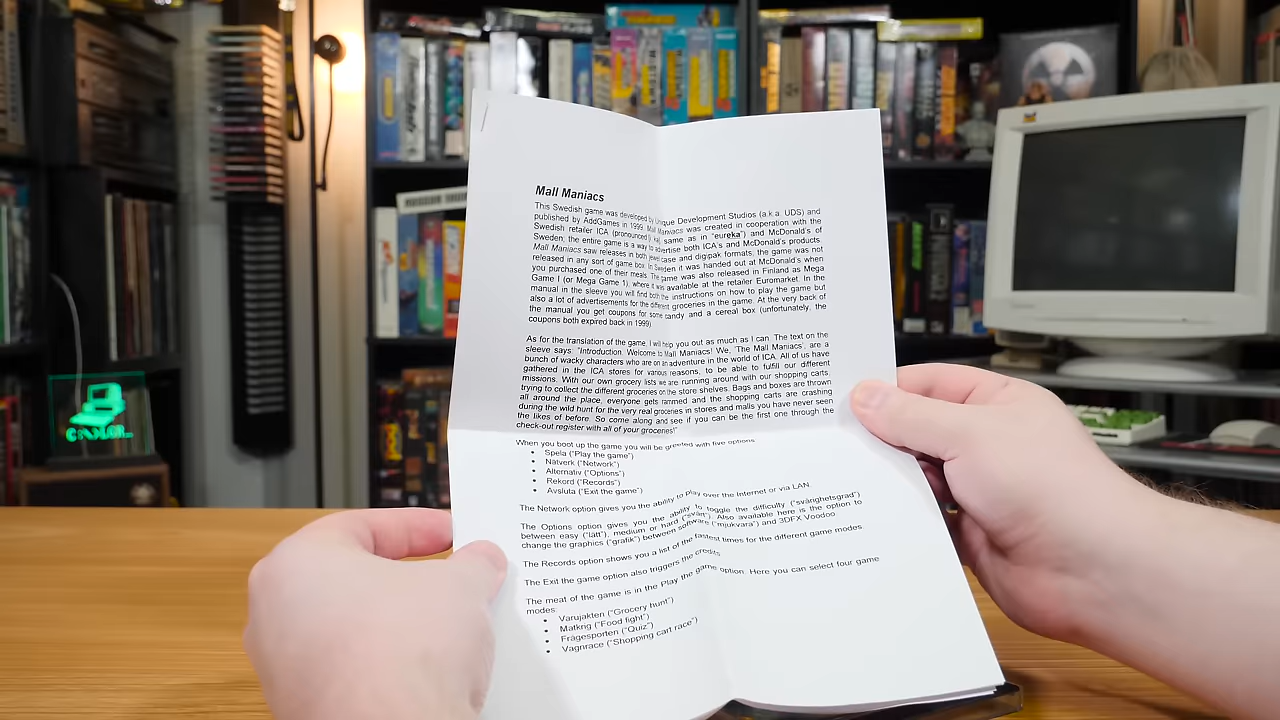 Mall Maniacs
This Swedish game was developed by Unique Development Studios (a.k.a. UDS) and
published by AddGames in 1999. Mall Maniacs was created in cooperation with the
Swedish retailer ICA (pronounced same as in "eureka") and McDonald's of
Sweden; the entire game is a way to advertise both ICA's and McDonald's products.
Mall Maniacs saw releases in both jewel case and digipak formats, the game was not
released in any sort of game box. In Sweden it was handed out at McDonald's when
you purchased one of their meals. The game was also released in Finland as Mega
Game I (or Mega Game 1), where it was available at the retailer Euromarket. In the
manual in the sleeve you will find both the instructions on how to play the game but
also a lot of advertisements for the different groceries in the game. At the very back of
the manual you get coupons for some candy and a cereal box (unfortunately, the
coupons both expired back in 1999).
As for the translation of the game, I will help you out as much as I can. The text on the
sleeve says: "Introduction. Welcome to Mall Maniacs! We, 'The Mall Maniacs', are a
bunch of wacky characters who are on an adventure in the world of ICA. All of us have
gathered in the ICA stores for various reasons, to be able to fulfill our different
missions. With our own grocery lists we are running around with our shopping carts,
trying to collect the different groceries on the store shelves. Bags and boxes are thrown
all around the place, everyone gets rammed and the shopping carts are crashing
during the wild hunt for the very real groceries in stores and malls you have never seen
the likes of before. So come along and see if you can be the first one through the
check-out register with all of your groceries!"
When you boot up the game you will be greeted with five options:
• Spela ("Play the game")
• Nätverk ("Network")
• Alternativ ("Options")
• Rekord ("Records")
• Avsluta ("Exit the game")
The Network option gives you the ability to play over the Internet or via LAN.
The Options option gives you the ability to toggle the difficulty ("svårighetsgrad")
between easy ("lätt"), medium or hard ("svårt"). Also available here is the option to
change the graphics ("grafik") between software ("mjukvara") and 3DFX Voodoo.
The Records option shows you a list of the fastest times for the different game modes.
The Exit the game option also triggers the credits.
The meat of the game is in the Play the game option. Here you can select four game
modes:
• Varujakten ("Grocery hunt")
• Matkrig ("Food fight")
• Frågesporten ("Quiz")
• Vagnrace ("Shopping cart race")